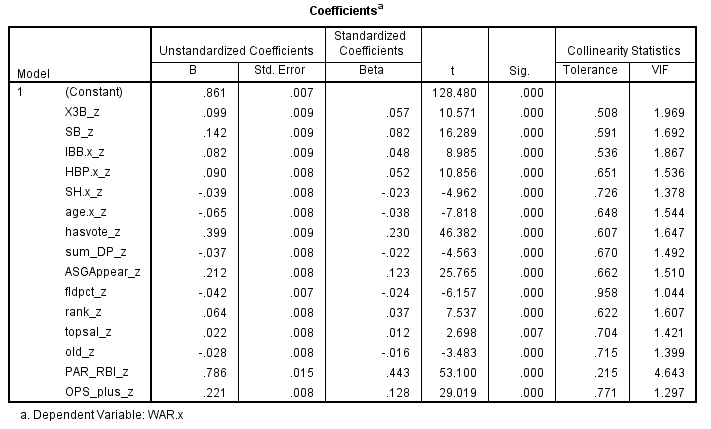 Coefficientsa
Model Unstandardized Coefficients Standardized Coefficients t Sig. Collinearity Statistics
B Std. Error Beta Tolerance VIF
1 (Constant) .861 .007 128.480 .000
X3B_z .099 .009 .057 10.571 .000 .508 1.969
SB_z .142 .009 .082 16.289 .000 .591 1.692
IBB.x_z .082 .009 .048 8.985 .000 .536 1.867
HBP.x_z .090 .008 .052 10.856 .000 .651 1.536
SH.x_z -.039 .008 -.023 -4.962 .000 .726 1.378
age.x_z -.065 .008 -.038 -7.818 .000 .648 1.544
hasvote_z .399 .009 .230 46.382 .000 .607 1.647
sum_DP_z -.037 .008 -.022 -4.563 .000 .670 1.492
ASGAppear_z .212 .008 .123 25.765 .000 .662 1.510
fldpct_z -.042 .007 -.024 -6.157 .000 .958 1.044
rank_z .064 .008 .037 7.537 .000 .622 1.607
topsal_z .022 .008 .012 2.698 .007 .704 1.421
old_z -.028 .008 -.016 -3.483 .000 .715 1.399
PAR_RBI_z .786 .015 .443 53.100 .000 .215 4.643
OPS_plus_z .221 .008 .128 29.019 .000 .771 1.297
a. Dependent Variable: WAR.x